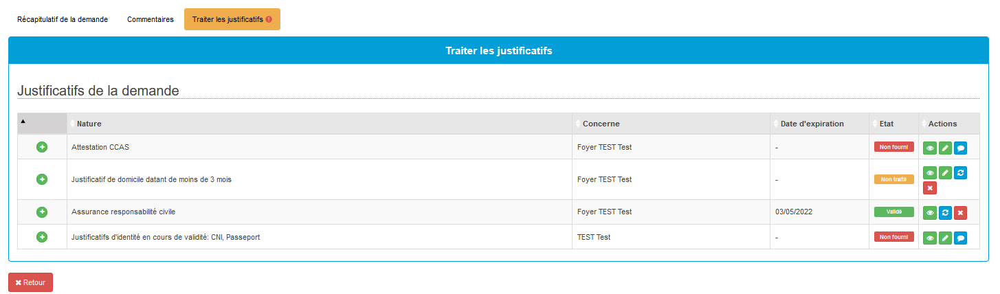 Récapitulatif de la demande Commentaires Traiter les justificatifs
Traiter les justificatifs
Justificatifs de la demande
Nature Concerne Date d'expiration Etat Actions
Attestation CCAS Foyer TEST Test - Non fourni
Justificatif de domicile datant de moins de 3 mois Foyer TEST Test - Non traité
Assurance responsabilité civile Foyer TEST Test 03/05/2022 Validé
Justificatifs d'identité en cours de validité: CNI, Passeport TEST Test - Non fourni
Retour